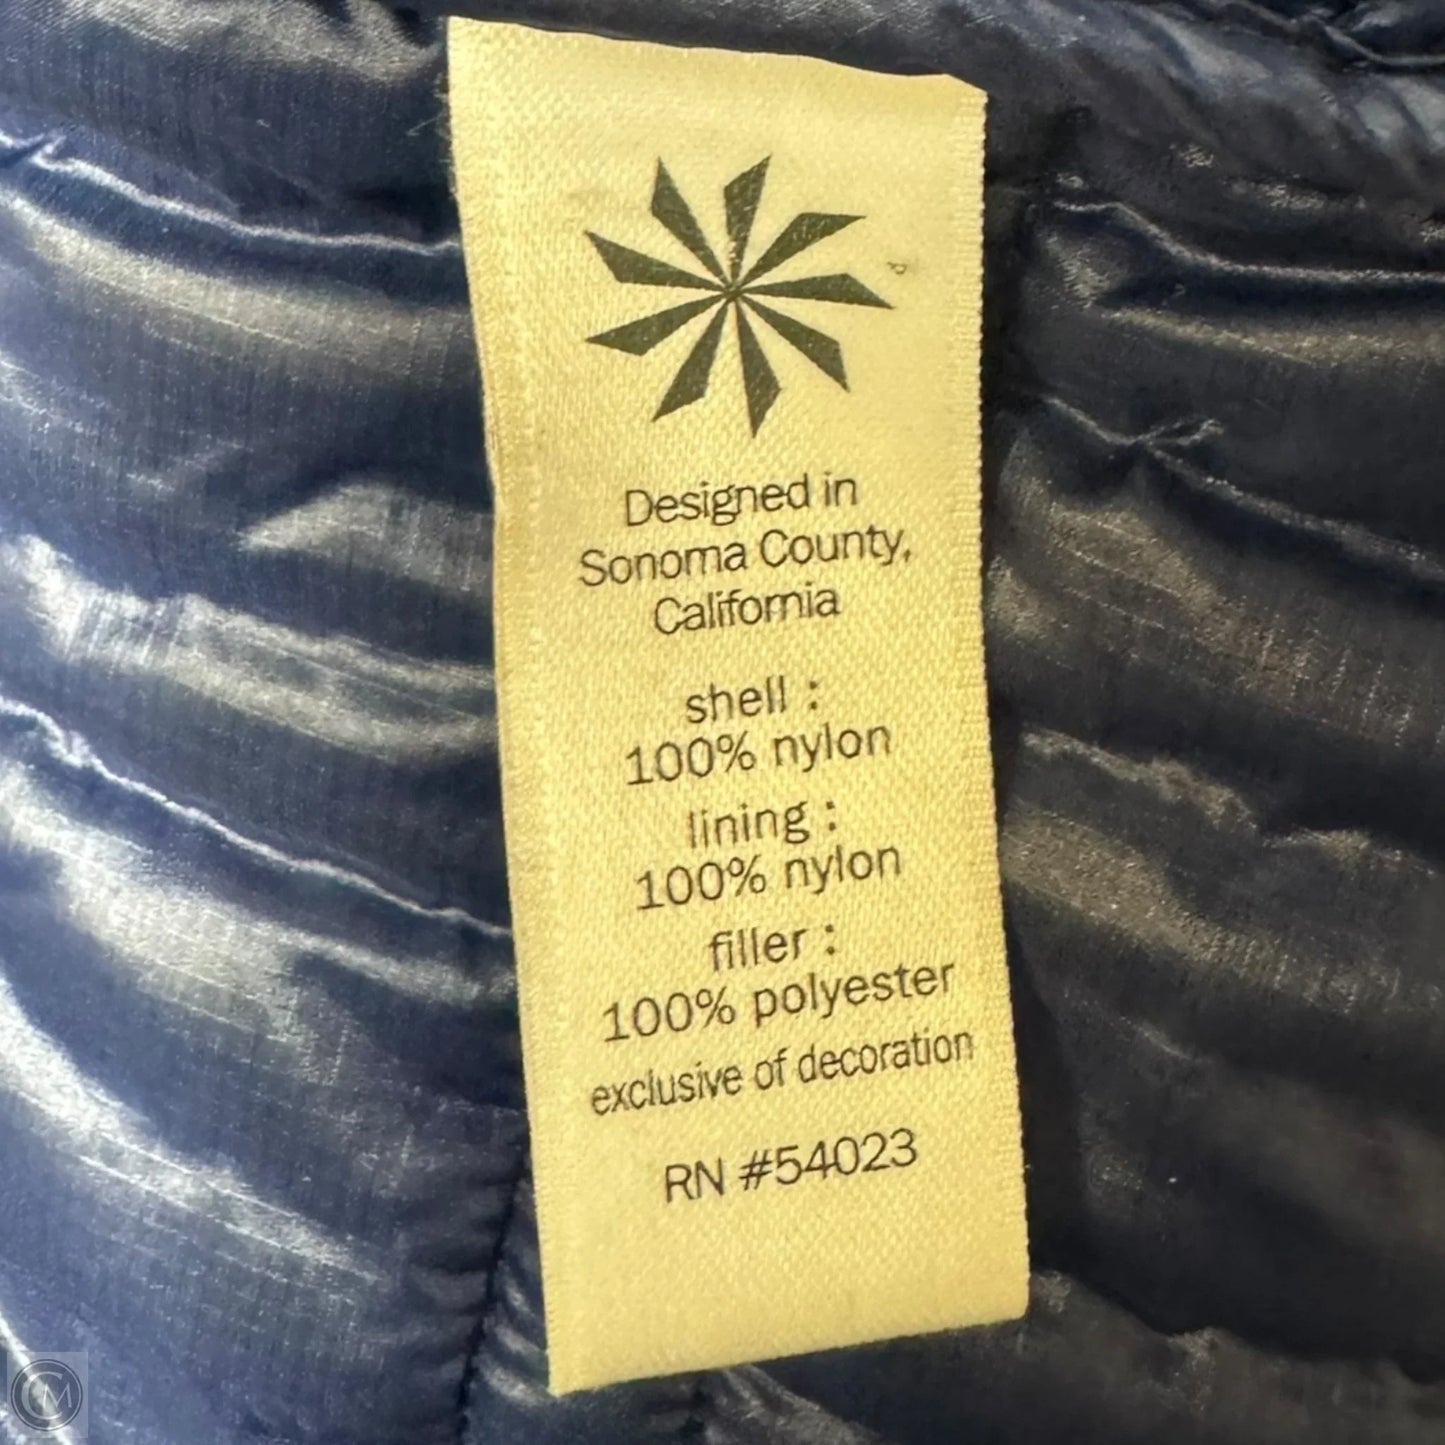 Designed in
Sonoma County,
California
shell :
100% nylon
lining :
100% nylon
filler :
100% polyester
exclusive of decoration
RN #54023
CM